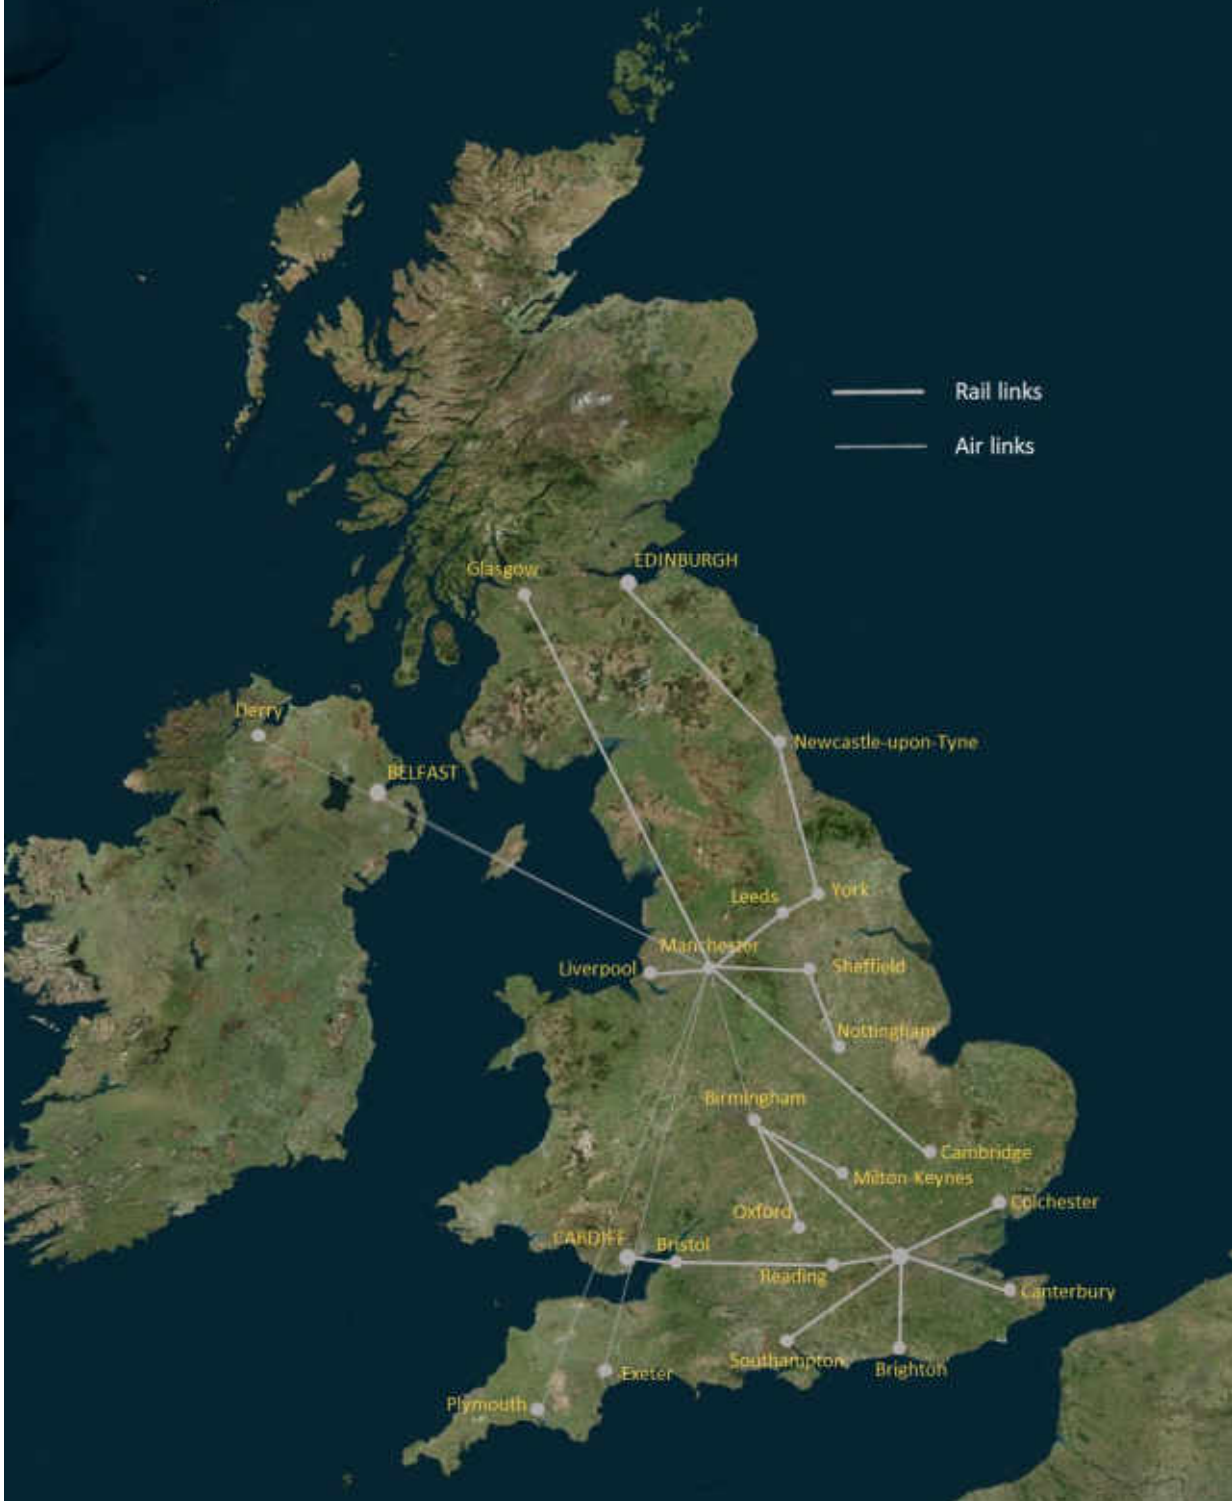 Rail links
Air links
Glasgow
EDINBURGH
Derry
Newcastle-upon-Tyne
BELFAST
Leeds
York
Manchester
Liverpool
Sheffield
Nottingham
Birmingham
Cambridge
Milton Keynes
Colchester
Oxford
CARDIFF
Bristol
Reading
Canterbury
Southampton
Brighton
Exeter
Plymouth